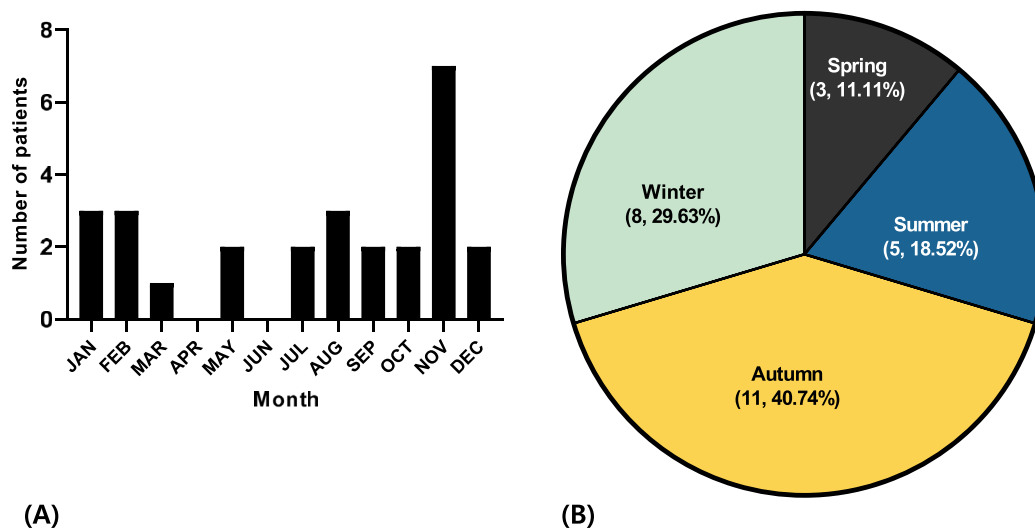 8
6
4
2
0
Number of patients
JAN
FEB
MAR
APR
MAY
JUN
JUL
AUG
SEP
OCT
NOV
DEC
Month
(A)
Spring
(3, 11.11%)
Summer
(5, 18.52%)
Autumn
(11, 40.74%)
Winter
(8, 29.63%)
(B)